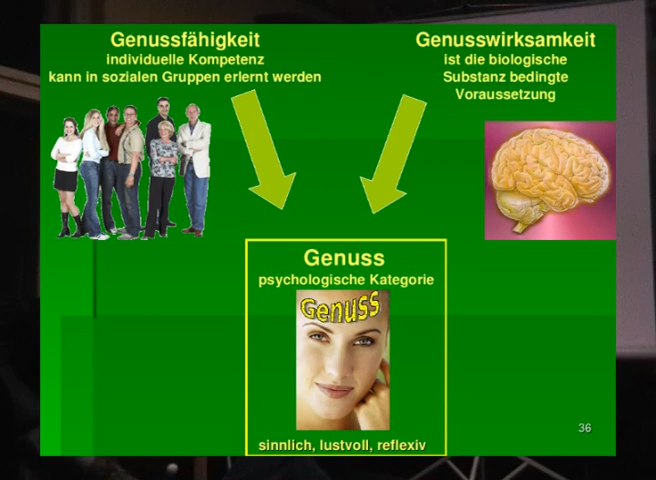 Genussfähigkeit
individuelle Kompetenz
kann in sozialen Gruppen erlernt werden
Genusswirksamkeit
ist die biologische
Substanz bedingte
Voraussetzung
Genuss
psychologische Kategorie
Genuss
sinnlich, lustvoll, reflexiv
36